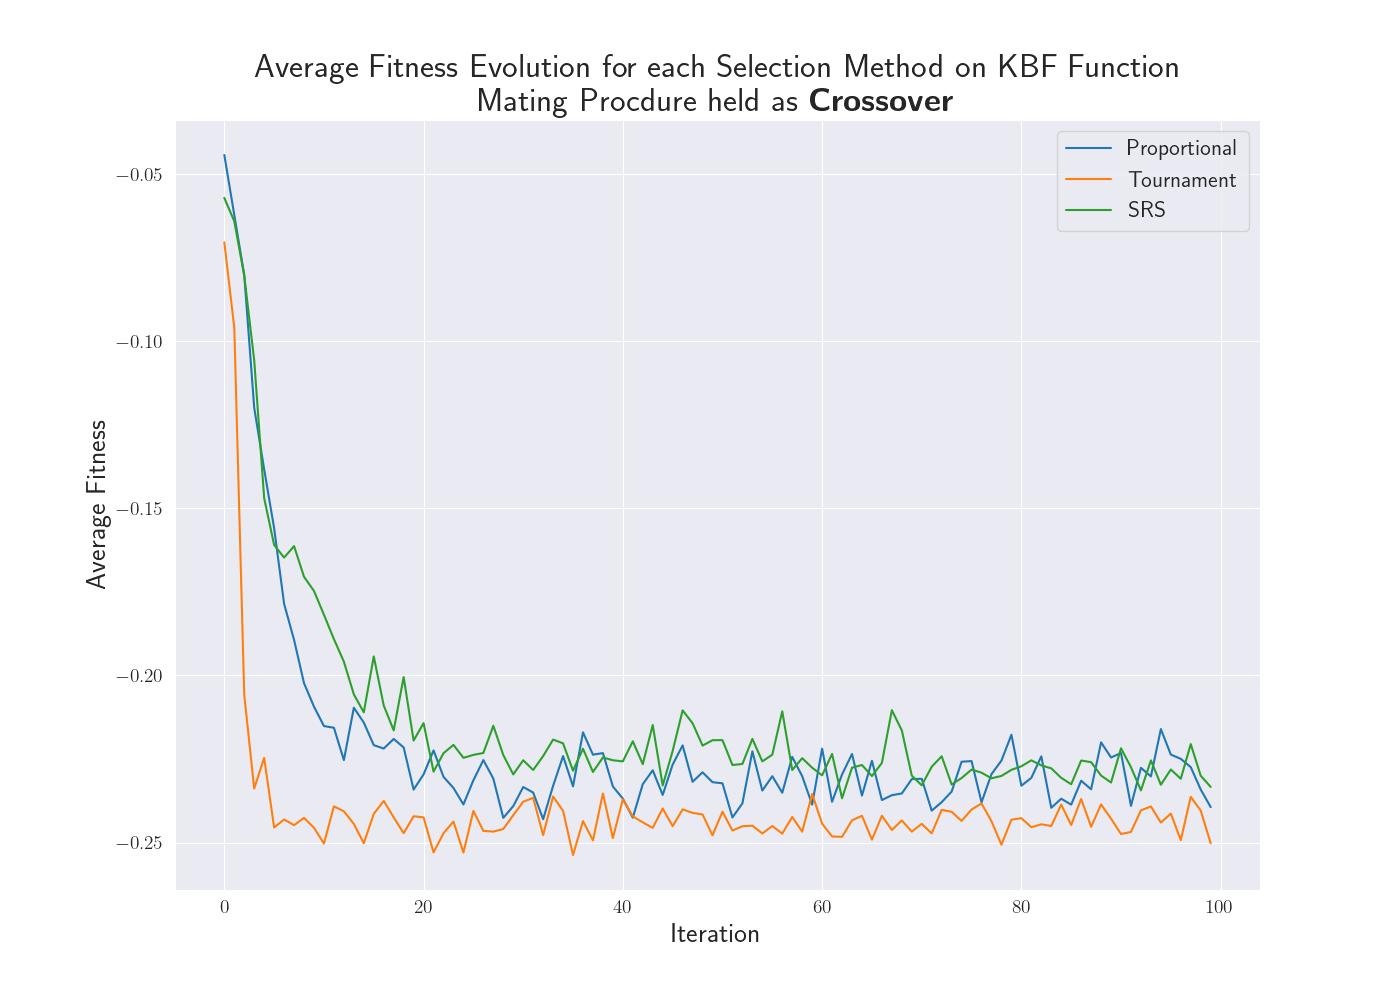 Average Fitness Evolution for each Selection Method on KBF Function
Mating Procdure held as Crossover
Proportional
Tournament
SRS
−0.05
−0.10
−0.15
−0.20
−0.25
Average Fitness
0
20
40
60
80
100
Iteration